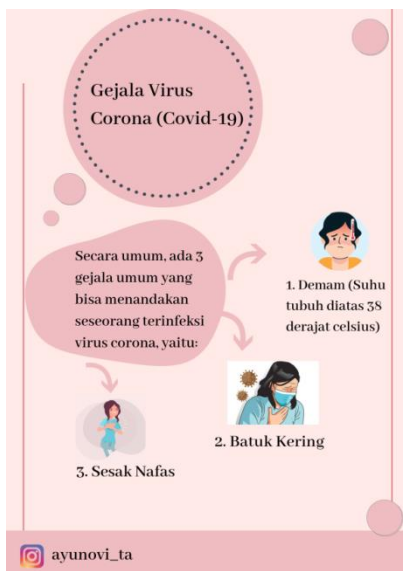 Gejala Virus
Corona (Covid-19)
Secara umum, ada 3
gejala umum yang
bisa menandakan
seseorang terinfeksi
virus corona, yaitu:
1. Demam (Suhu
tubuh diatas 38
derajat celsius)
2. Batuk Kering
3. Sesak Nafas
ayunovi_ta